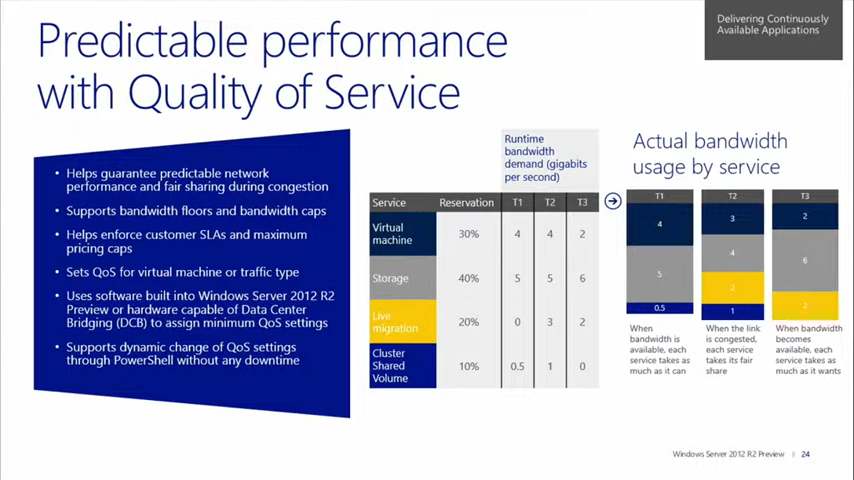 Delivering Continuously
Available Applications
Predictable performance
with Quality of Service
• Helps guarantee predictable network
performance and fair sharing during congestion
• Supports bandwidth floors and bandwidth caps
• Helps enforce customer SLAs and maximum
pricing caps
• Sets QoS for virtual machine or traffic type
• Uses software built into Windows Server 2012 R2
Preview or hardware capable of Data Center
Bridging (DCB) to assign minimum QoS settings
• Supports dynamic change of QoS settings
through PowerShell without any downtime
Runtime
bandwidth
demand (gigabits
per second)
Service Reservation T1 T2 T3
Virtual
machine 30% 4 4 2
Storage 40% 5 5 6
Live
migration 20% 0 3 2
Cluster
Shared
Volume 10% 0.5 1 0
Actual bandwidth
usage by service
T1
4
5
0.5
When
bandwidth is
available, each
service takes as
much as it can
T2
3
4
2
1
When the link
is congested,
each service
takes its fair
share
T3
2
6
2
When bandwidth
becomes
available, each
service takes as
much as it wants
Windows Server 2012 R2 Preview | 24